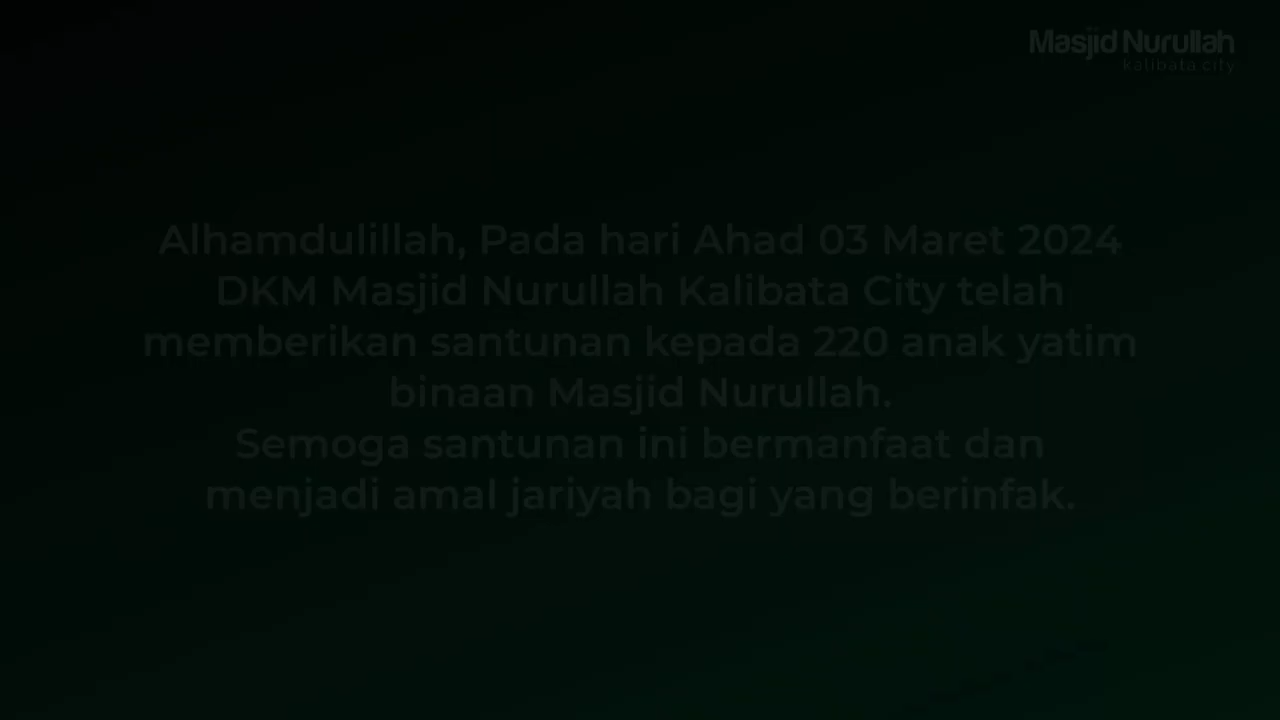 Masjid Nurullah
kalibata.city
Alhamdulillah, Pada hari Ahad 03 Maret 2024
DKM Masjid Nurullah Kalibata City telah
memberikan santunan kepada 220 anak yatim
binaan Masjid Nurullah.
Semoga santunan ini bermanfaat dan
menjadi amal jariyah bagi yang berinfak.